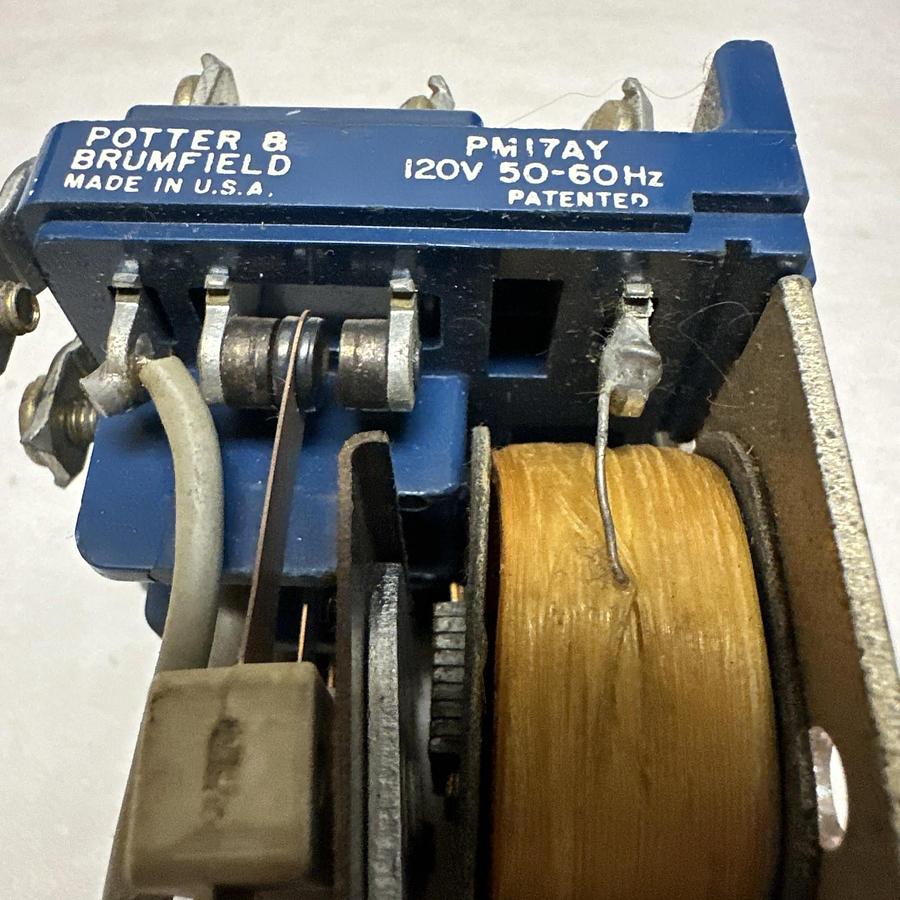 POTTER &
BRUMFIELD
MADE IN U.S.A.
PM17AY
120V 50-60Hz
PATENTED